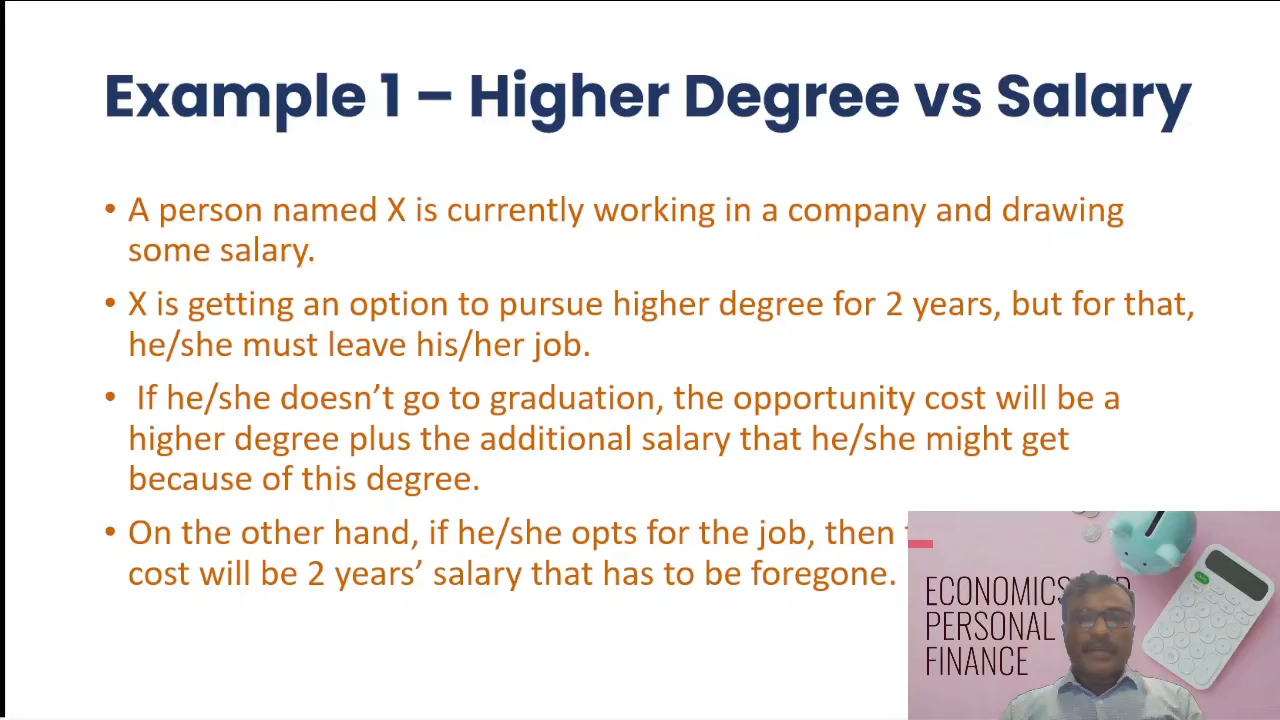 Example 1 – Higher Degree vs Salary
• A person named X is currently working in a company and drawing
some salary.
• X is getting an option to pursue higher degree for 2 years, but for that,
he/she must leave his/her job.
• If he/she doesn’t go to graduation, the opportunity cost will be a
higher degree plus the additional salary that he/she might get
because of this degree.
• On the other hand, if he/she opts for the job, then
cost will be 2 years’ salary that has to be foregone.
ECONOMICS
PERSONAL
FINANCE